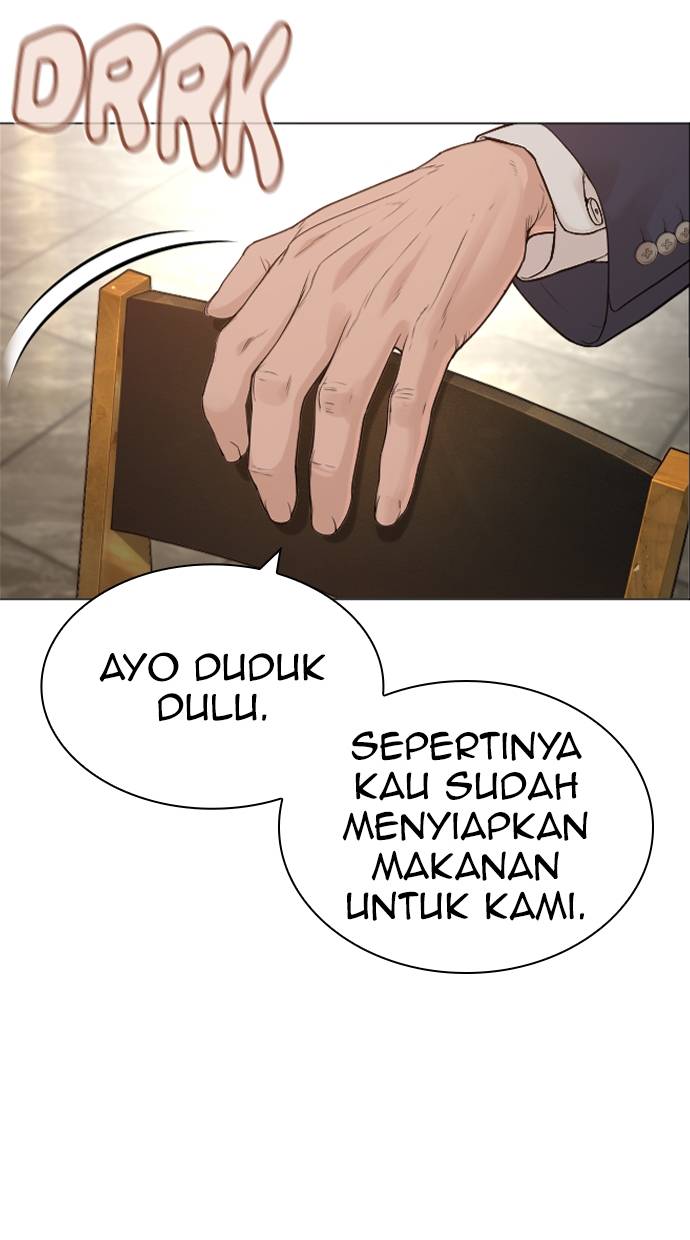 DRRK
AYO DUDUK
DULU.
SEPERTINYA
KAU SUDAH
MENYIAPKAN
MAKANAN
UNTUK KAMI.